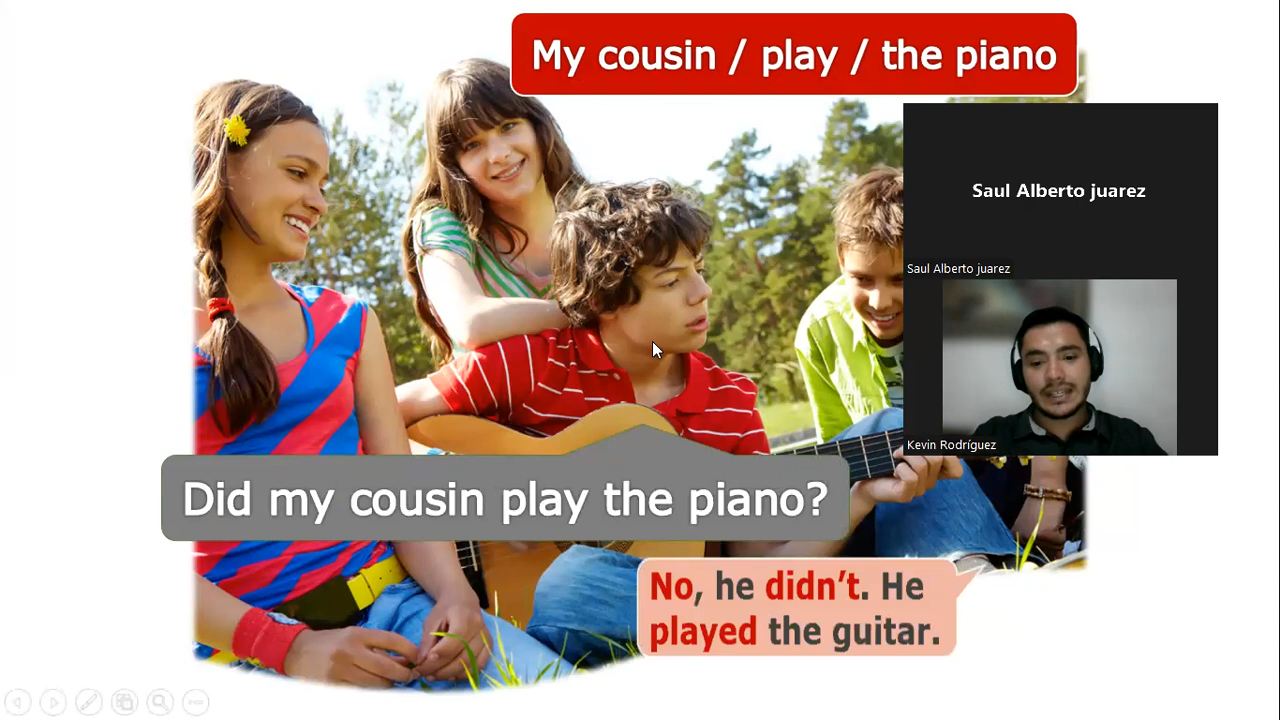 My cousin / play / the piano
Saul Alberto juarez
Saul Alberto juarez
Kevin Rodríguez
Did my cousin play the piano?
No, he didn't. He
played the guitar.